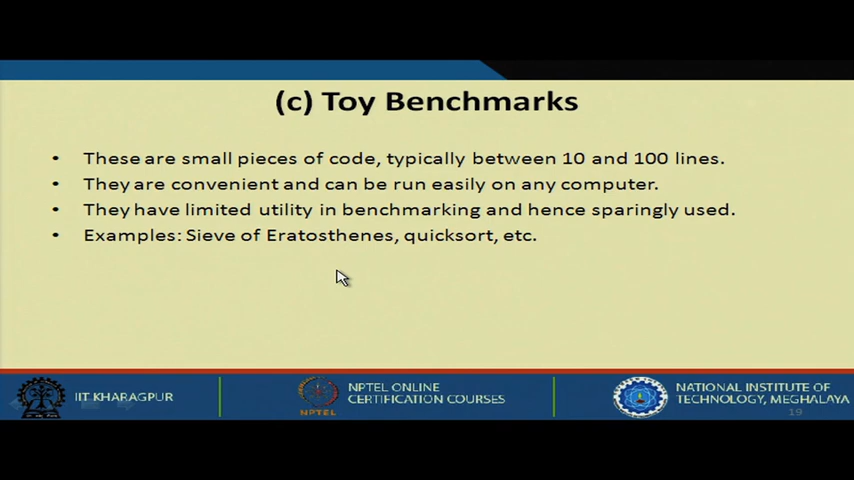 (c) Toy Benchmarks
• These are small pieces of code, typically between 10 and 100 lines.
• They are convenient and can be run easily on any computer.
• They have limited utility in benchmarking and hence sparingly used.
• Examples: Sieve of Eratosthenes, quicksort, etc.
IIT KHARAGPUR
NPTEL
NPTEL ONLINE
CERTIFICATION COURSES
NATIONAL INSTITUTE OF
TECHNOLOGY, MEGHALAYA
19